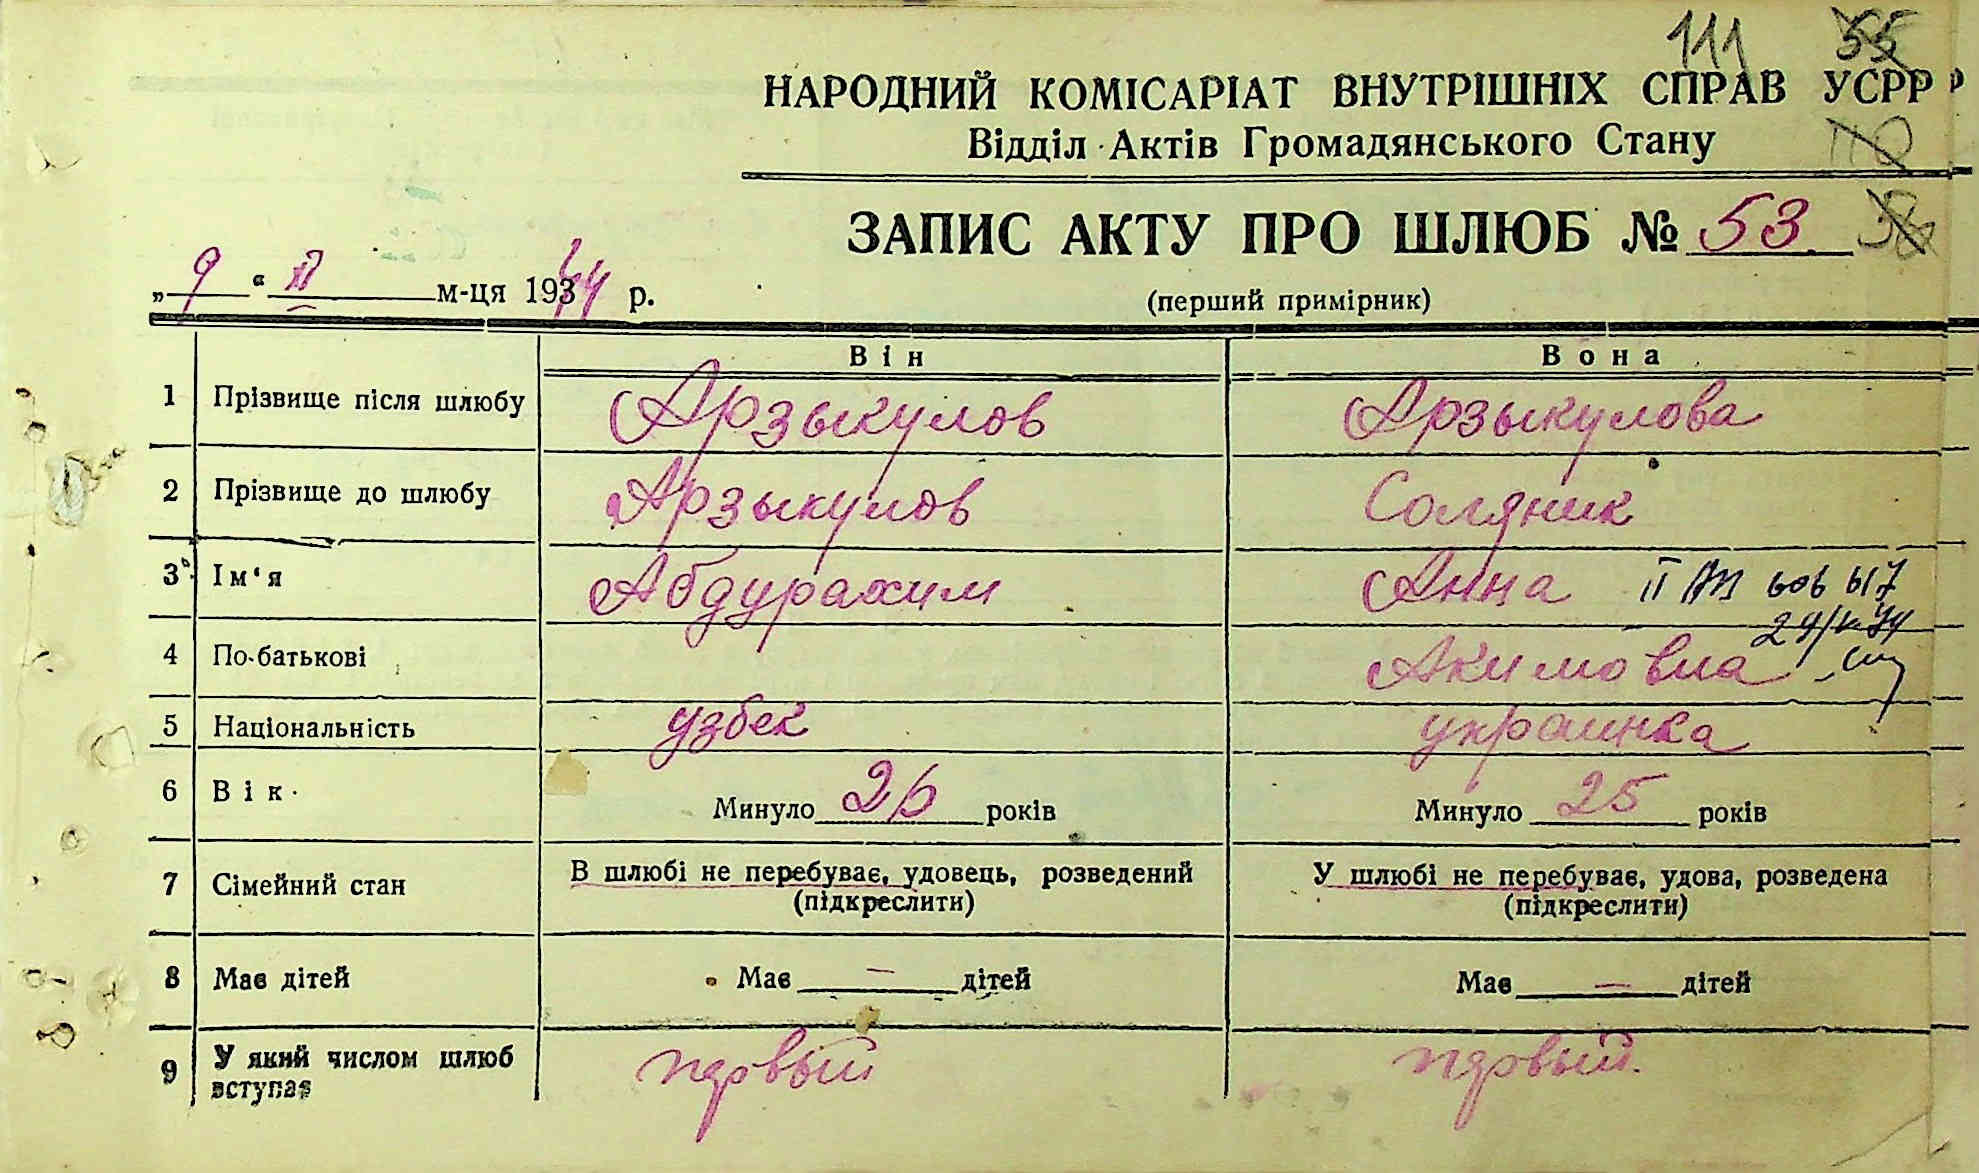 111 55
НАРОДНИЙ КОМІСАРІАТ ВНУТРІШНІХ СПРАВ УСРР
Відділ Актів Громадянського Стану
ЗАПИС АКТУ ПРО ШЛЮБ № 53
„9“ II м-ця 1944 р.
(перший примірник)
Він Вона
1 Прізвище після шлюбу Арзыкулов Арзыкулова
2 Прізвище до шлюбу Арзыкулов Соляник
3 Ім'я Абдурахим Анна
4 По-батькові Акимовна
5 Національність узбек украинка
6 Вік Минуло 26 років Минуло 25 років
7 Сімейний стан В шлюбі не перебуває, удовець, розведений У шлюбі не перебуває, удова, розведена
(підкреслити) (підкреслити)
8 Має дітей Має — дітей Має — дітей
9 У який числом шлюб первый первый.
вступає